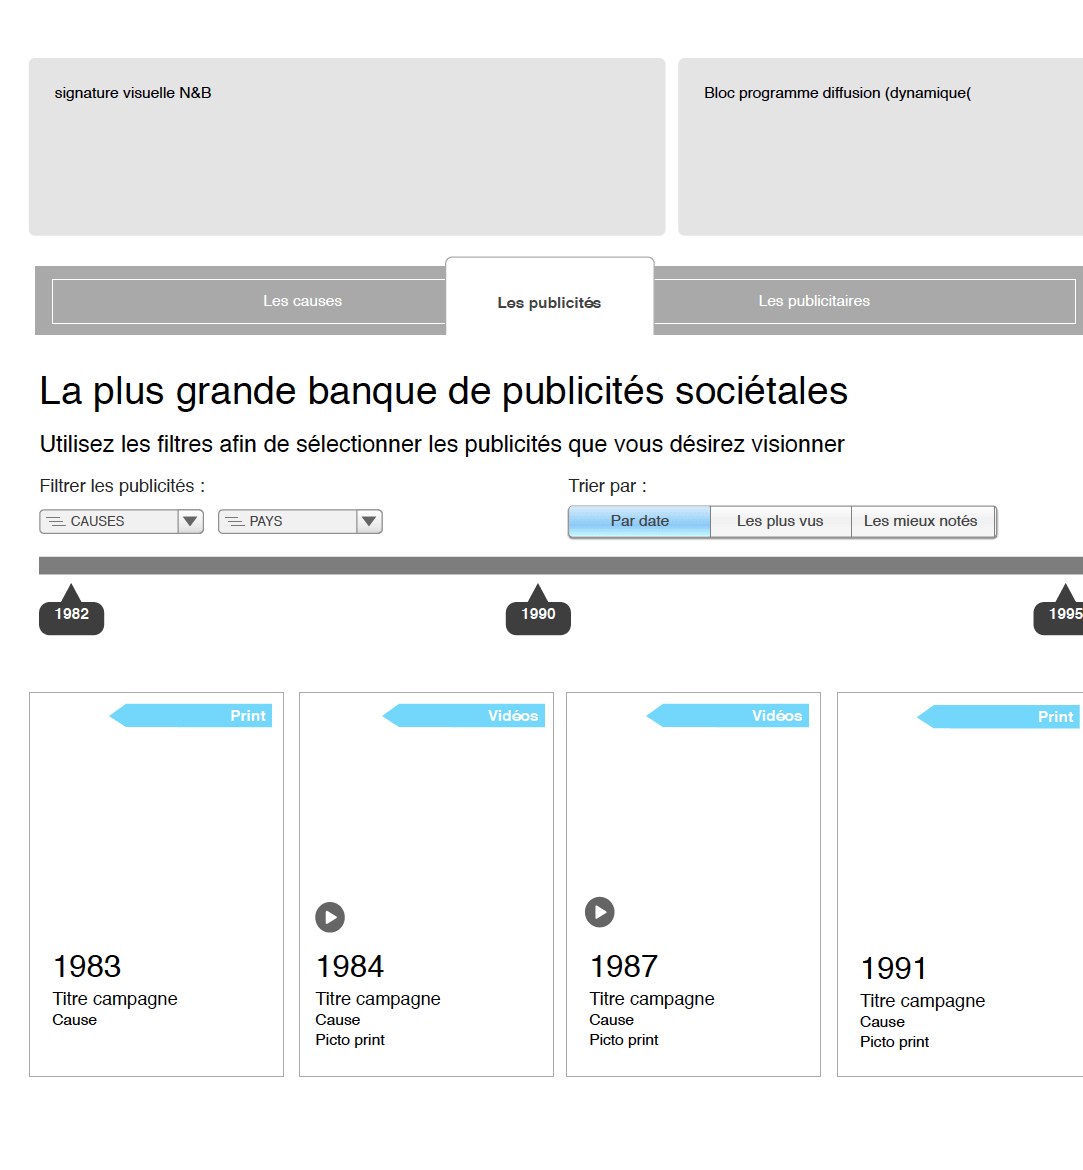 signature visuelle N&B
Bloc programme diffusion (dynamique(
Les causes
Les publicités
Les publicitaires
La plus grande banque de publicités sociétales
Utilisez les filtres afin de sélectionner les publicités que vous désirez visionner
Filtrer les publicités :
Trier par :
CAUSES
PAYS
Par date
Les plus vus
Les mieux notés
1982
1990
1995
Print
Vidéos
Vidéos
Print
1983
Titre campagne
Cause
1984
Titre campagne
Cause
Picto print
1987
Titre campagne
Cause
Picto print
1991
Titre campagne
Cause
Picto print